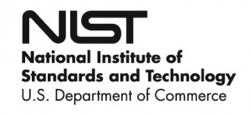 NIST
National Institute of
Standards and Technology
U.S. Department of Commerce